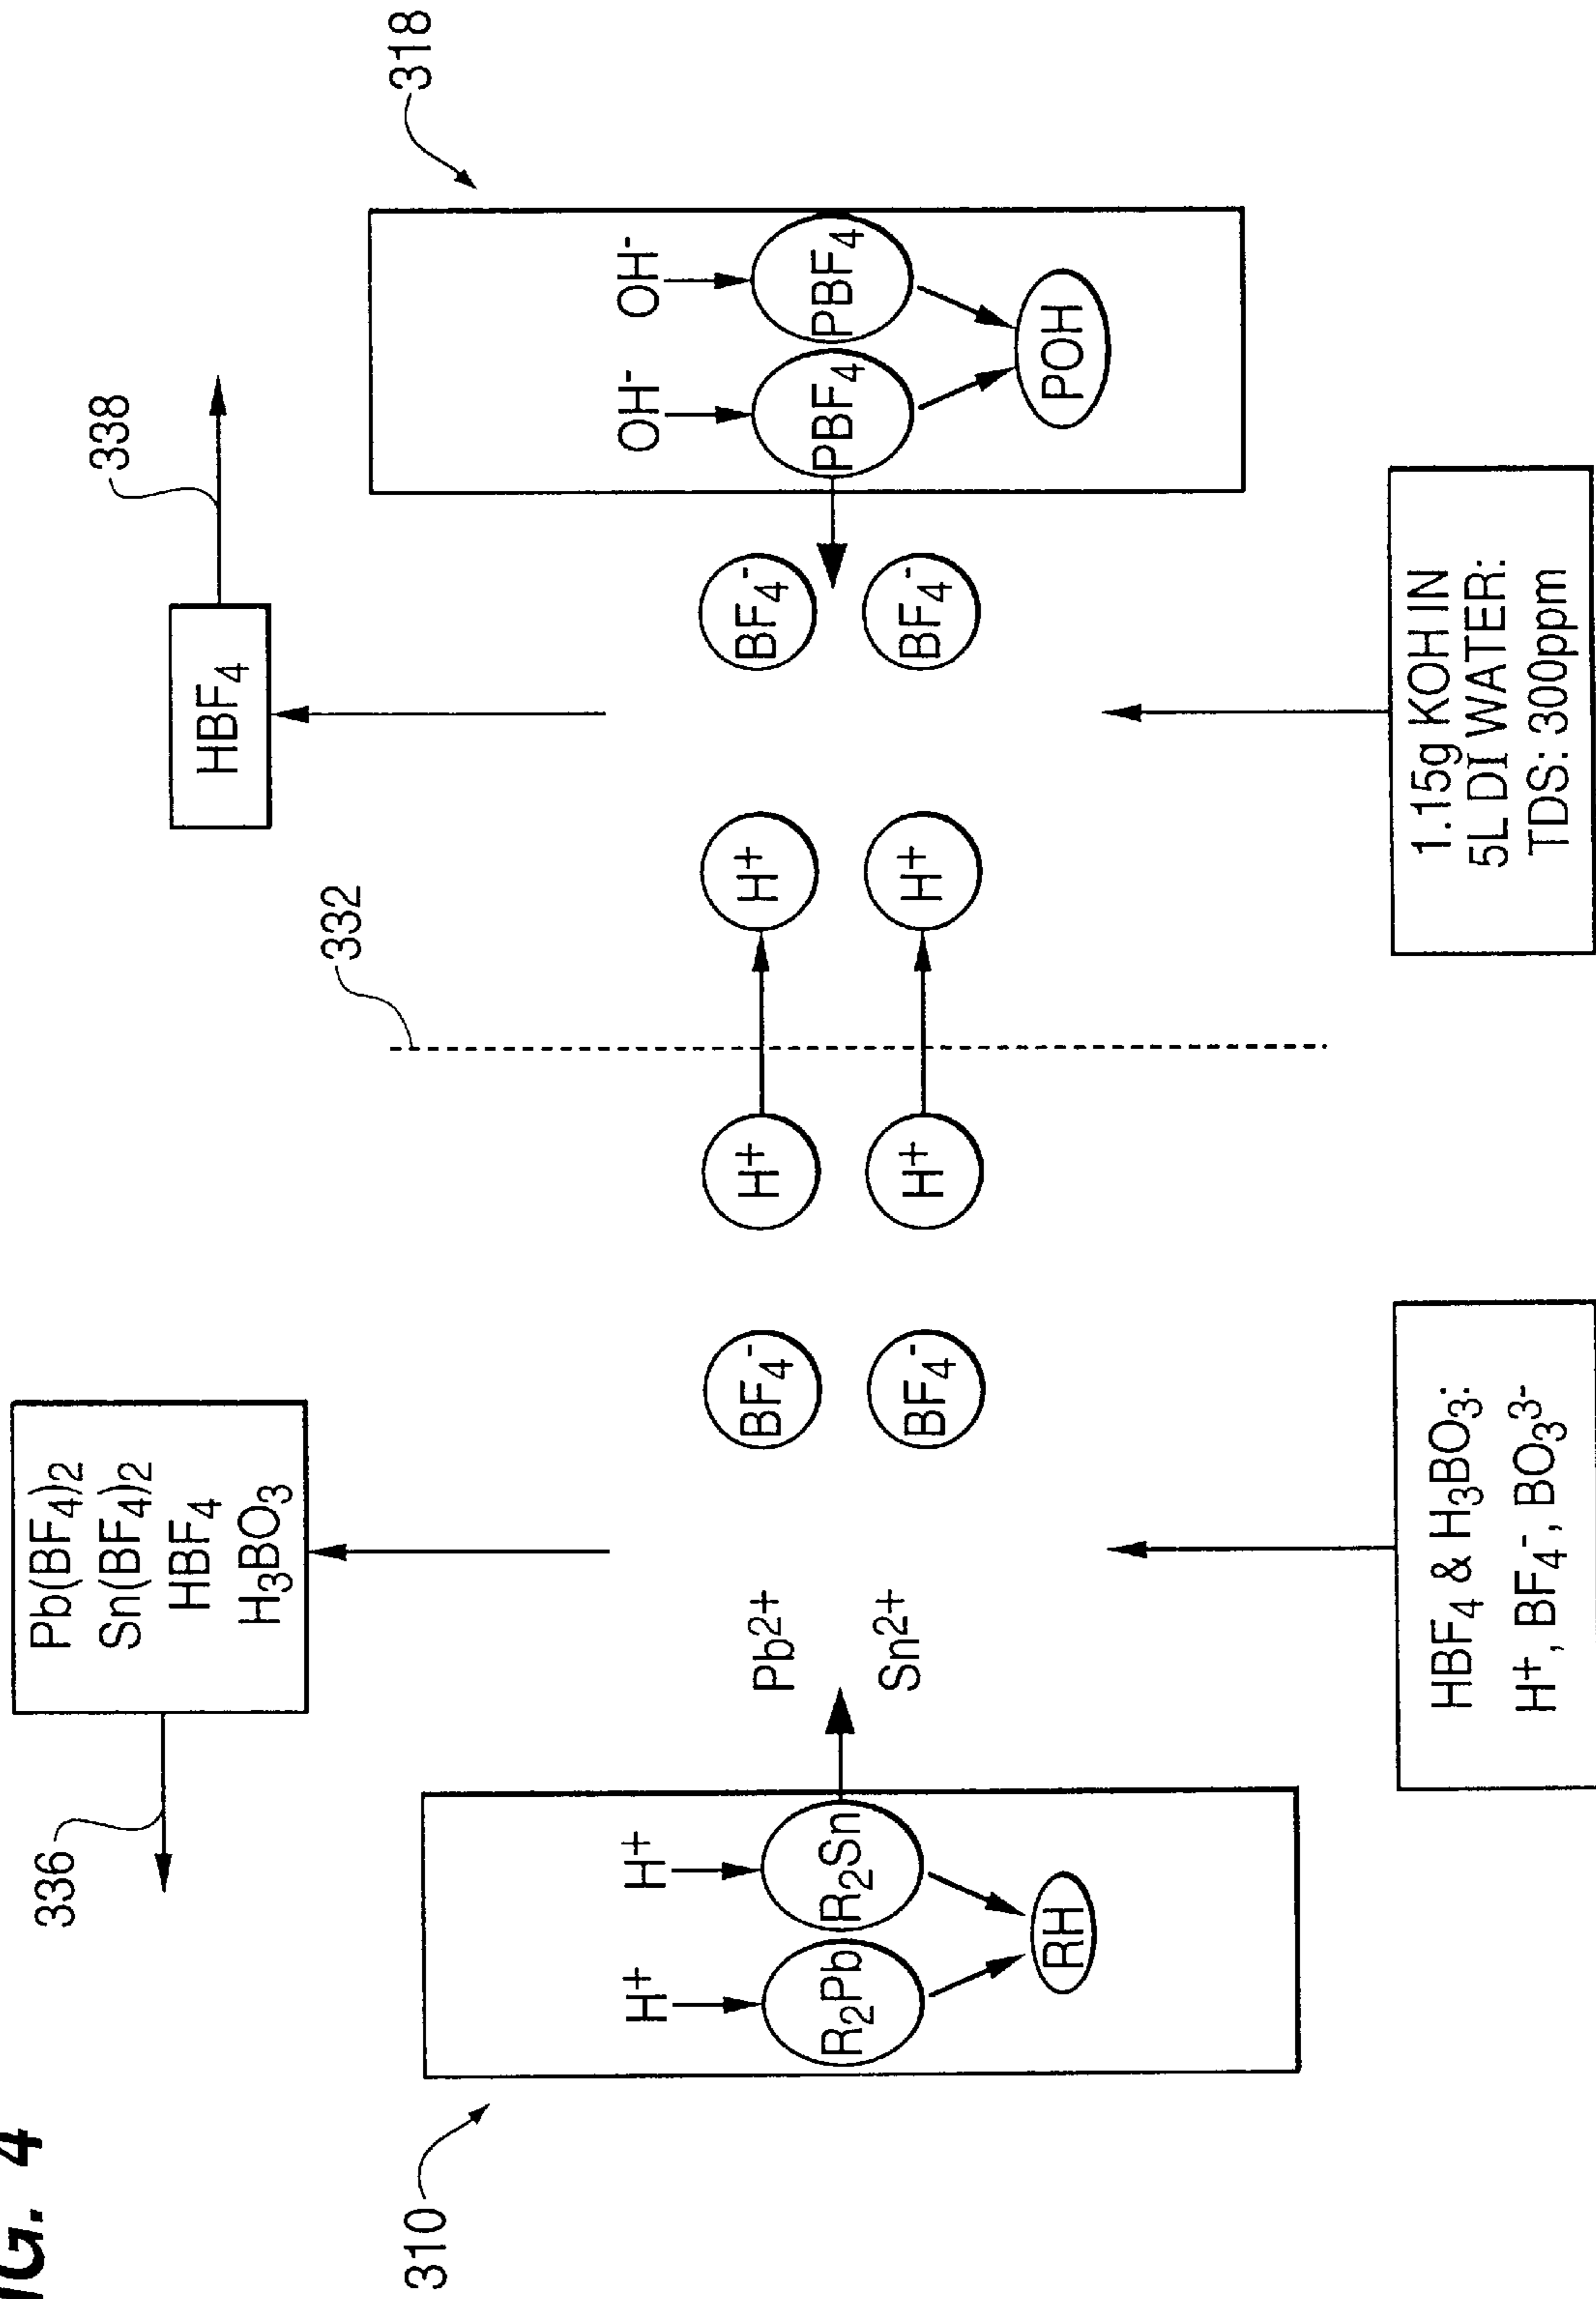 FIG. 4
336
Pb(BF₄)₂
Sn(BF₄)₂
HBF₄
H₃BO₃
338
HBF₄
310
332
318
H⁺
H⁺
R₂Pb
R₂Sn
RH
Pb²⁺
Sn²⁺
BF₄⁻
BF₄⁻
H⁺
H⁺
H⁺
H⁺
BF₄⁻
BF₄⁻
OH⁻
OH⁻
PBF₄
PBF₄
POH
HBF₄ & H₃BO₃:
H⁺, BF₄⁻, BO₃³⁻
1.15g KOH IN
5L DI WATER:
TDS: 300ppm